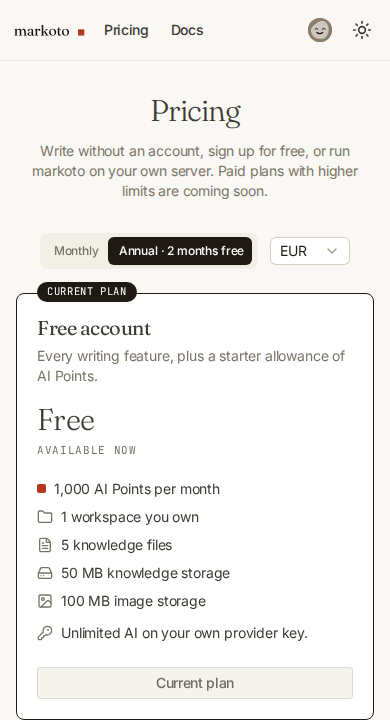 markoto
Pricing
Docs
Pricing
Write without an account, sign up for free, or run
markoto on your own server. Paid plans with higher
limits are coming soon.
Monthly
Annual · 2 months free
EUR
CURRENT PLAN
Free account
Every writing feature, plus a starter allowance of
AI Points.
Free
AVAILABLE NOW
1,000 AI Points per month
1 workspace you own
5 knowledge files
50 MB knowledge storage
100 MB image storage
Unlimited AI on your own provider key.
Current plan